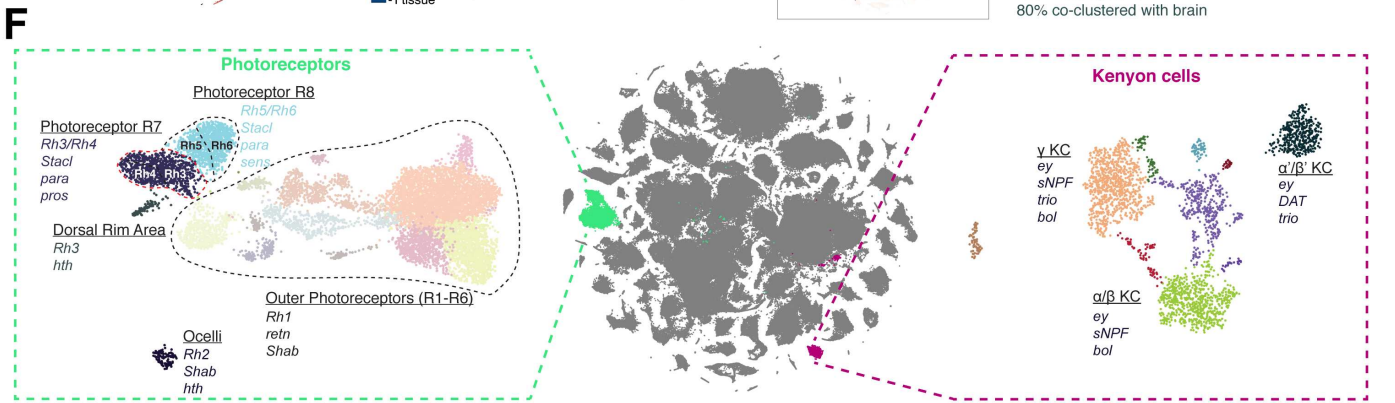 -1 tissue
80% co-clustered with brain
F
Photoreceptors
Photoreceptor R8
Rh5/Rh6
Stacl
para
sens
Photoreceptor R7
Rh3/Rh4
Stacl
para
pros
Rh5
Rh6
Rh4
Rh3
Dorsal Rim Area
Rh3
hth
Outer Photoreceptors (R1-R6)
Rh1
retn
Shab
Ocelli
Rh2
Shab
hth
Kenyon cells
γ KC
ey
sNPF
trio
bol
α'/β' KC
ey
DAT
trio
α/β KC
ey
sNPF
bol